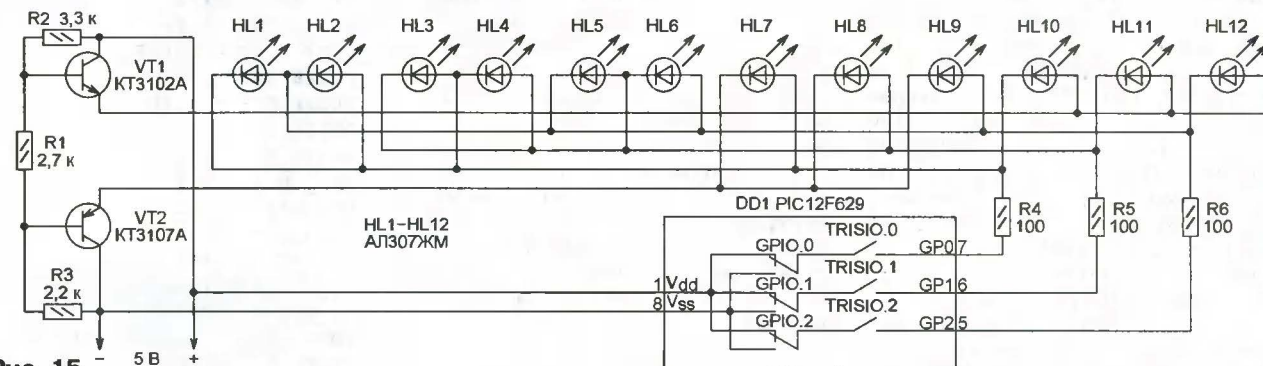 R2 3,3 к
HL1 HL2 HL3 HL4 HL5 HL6 HL7 HL8 HL9 HL10 HL11 HL12
VT1
КТ3102А
R1
2,7 к
VT2
КТ3107А
HL1–HL12
АЛ307ЖМ
DD1 PIC12F629
R4
100
R5
100
R6
100
R3
2,2 к
GPIO.0
TRISIO.0
GP0 7
1 Vdd
GPIO.1
TRISIO.1
GP1 6
8 Vss
GPIO.2
TRISIO.2
GP2 5
– 5 В +
15